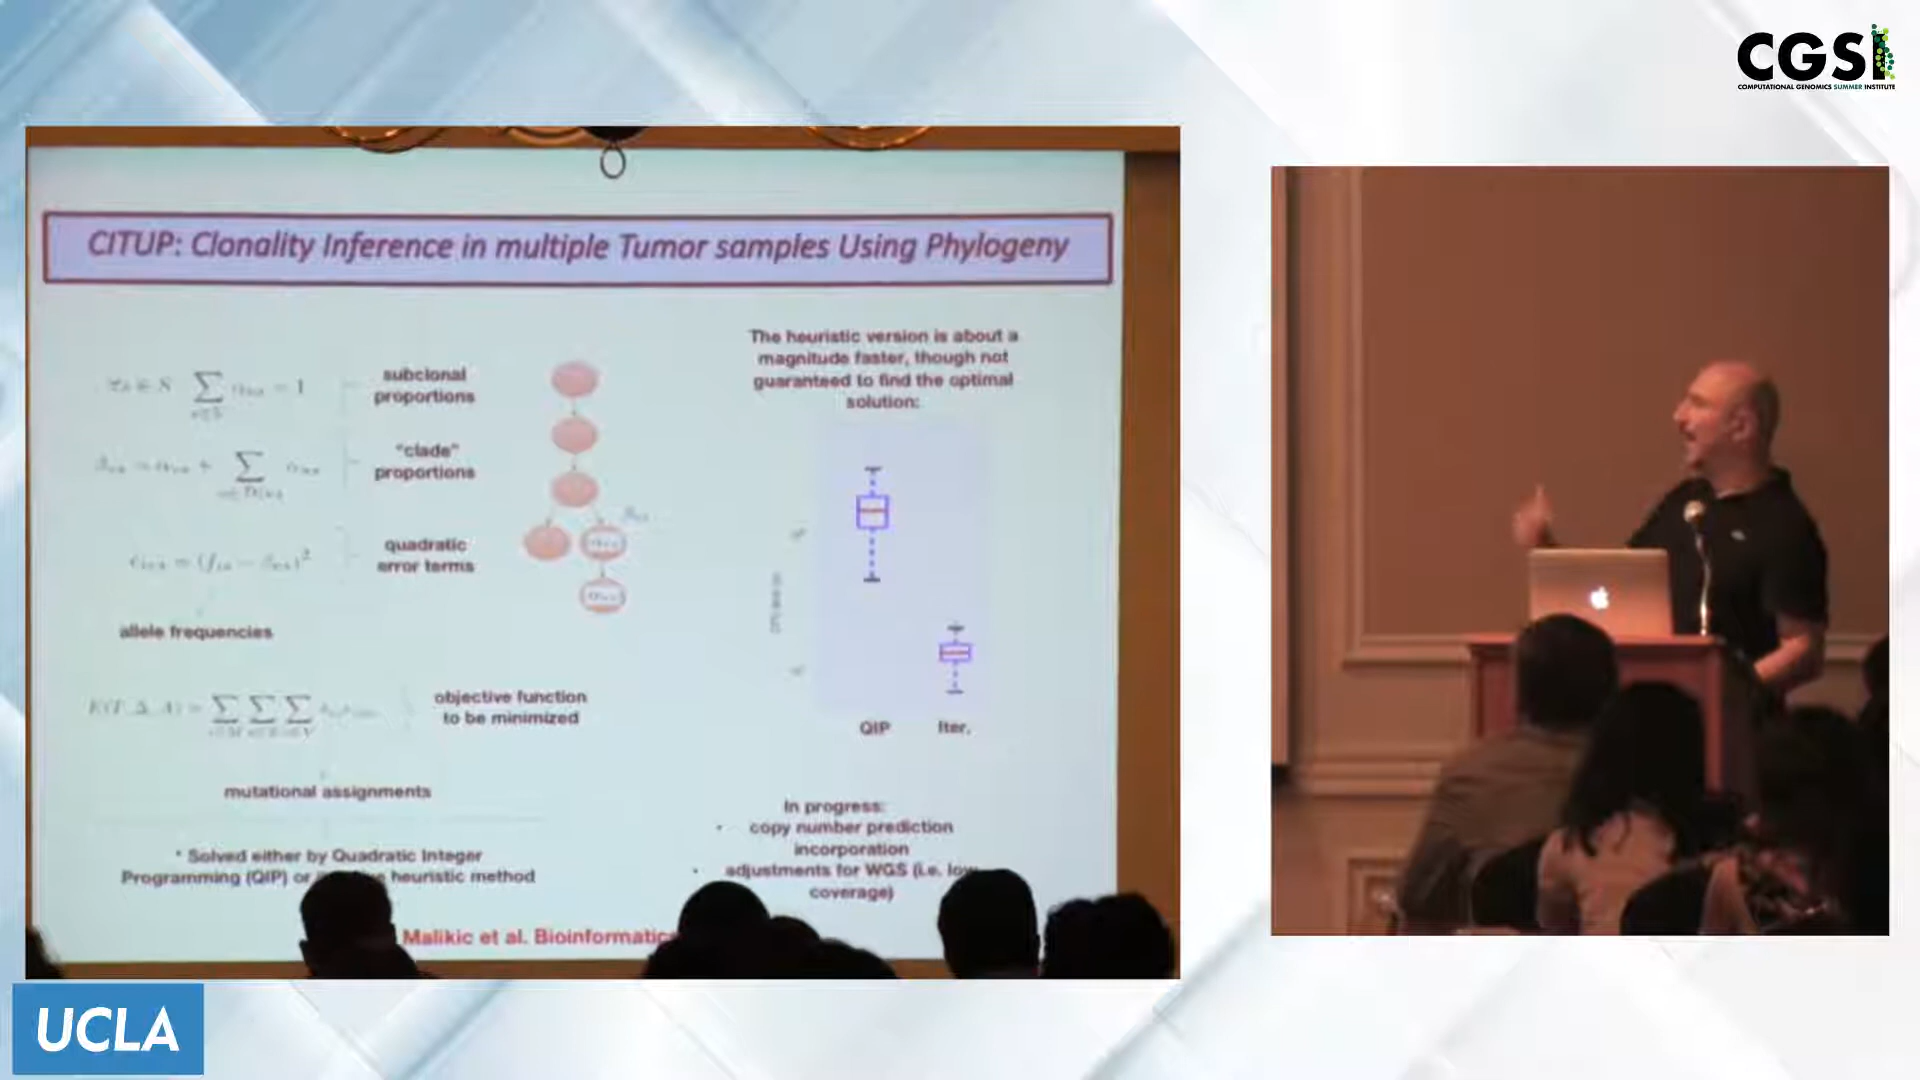 CGSI
COMPUTATIONAL GENOMICS SUMMER INSTITUTE
CITUP: Clonality Inference in multiple Tumor samples Using Phylogeny
subclonal
proportions
"clade"
proportions
quadratic
error terms
allele frequencies
objective function
to be minimized
mutational assignments
* Solved either by Quadratic Integer
Programming (QIP) or heuristic method
The heuristic version is about a
magnitude faster, though not
guaranteed to find the optimal
solution:
QIP Iter.
In progress:
• copy number prediction
incorporation
• adjustments for WGS (i.e. low
coverage)
Malikic et al. Bioinformatics
UCLA